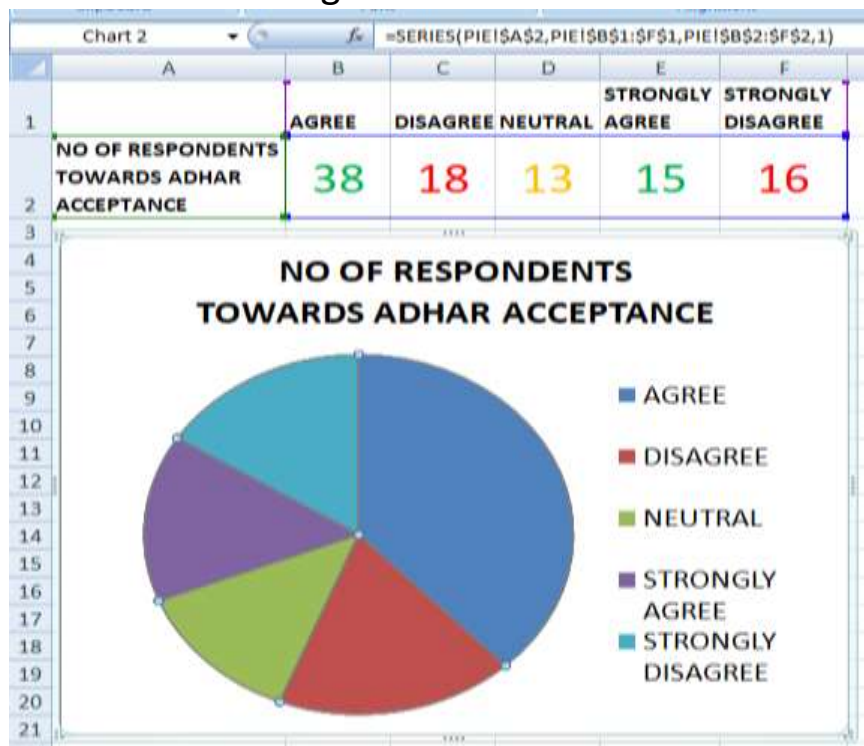 Chart 2 fx =SERIES(PIE!$A$2,PIE!$B$1:$F$1,PIE!$B$2:$F$2,1)
A B C D E F
1 AGREE DISAGREE NEUTRAL STRONGLY AGREE STRONGLY DISAGREE
2 NO OF RESPONDENTS TOWARDS ADHAR ACCEPTANCE 38 18 13 15 16
3
4
5
6
7
8
9
10
11
12
13
14
15
16
17
18
19
20
21
NO OF RESPONDENTS
TOWARDS ADHAR ACCEPTANCE
AGREE
DISAGREE
NEUTRAL
STRONGLY
AGREE
STRONGLY
DISAGREE